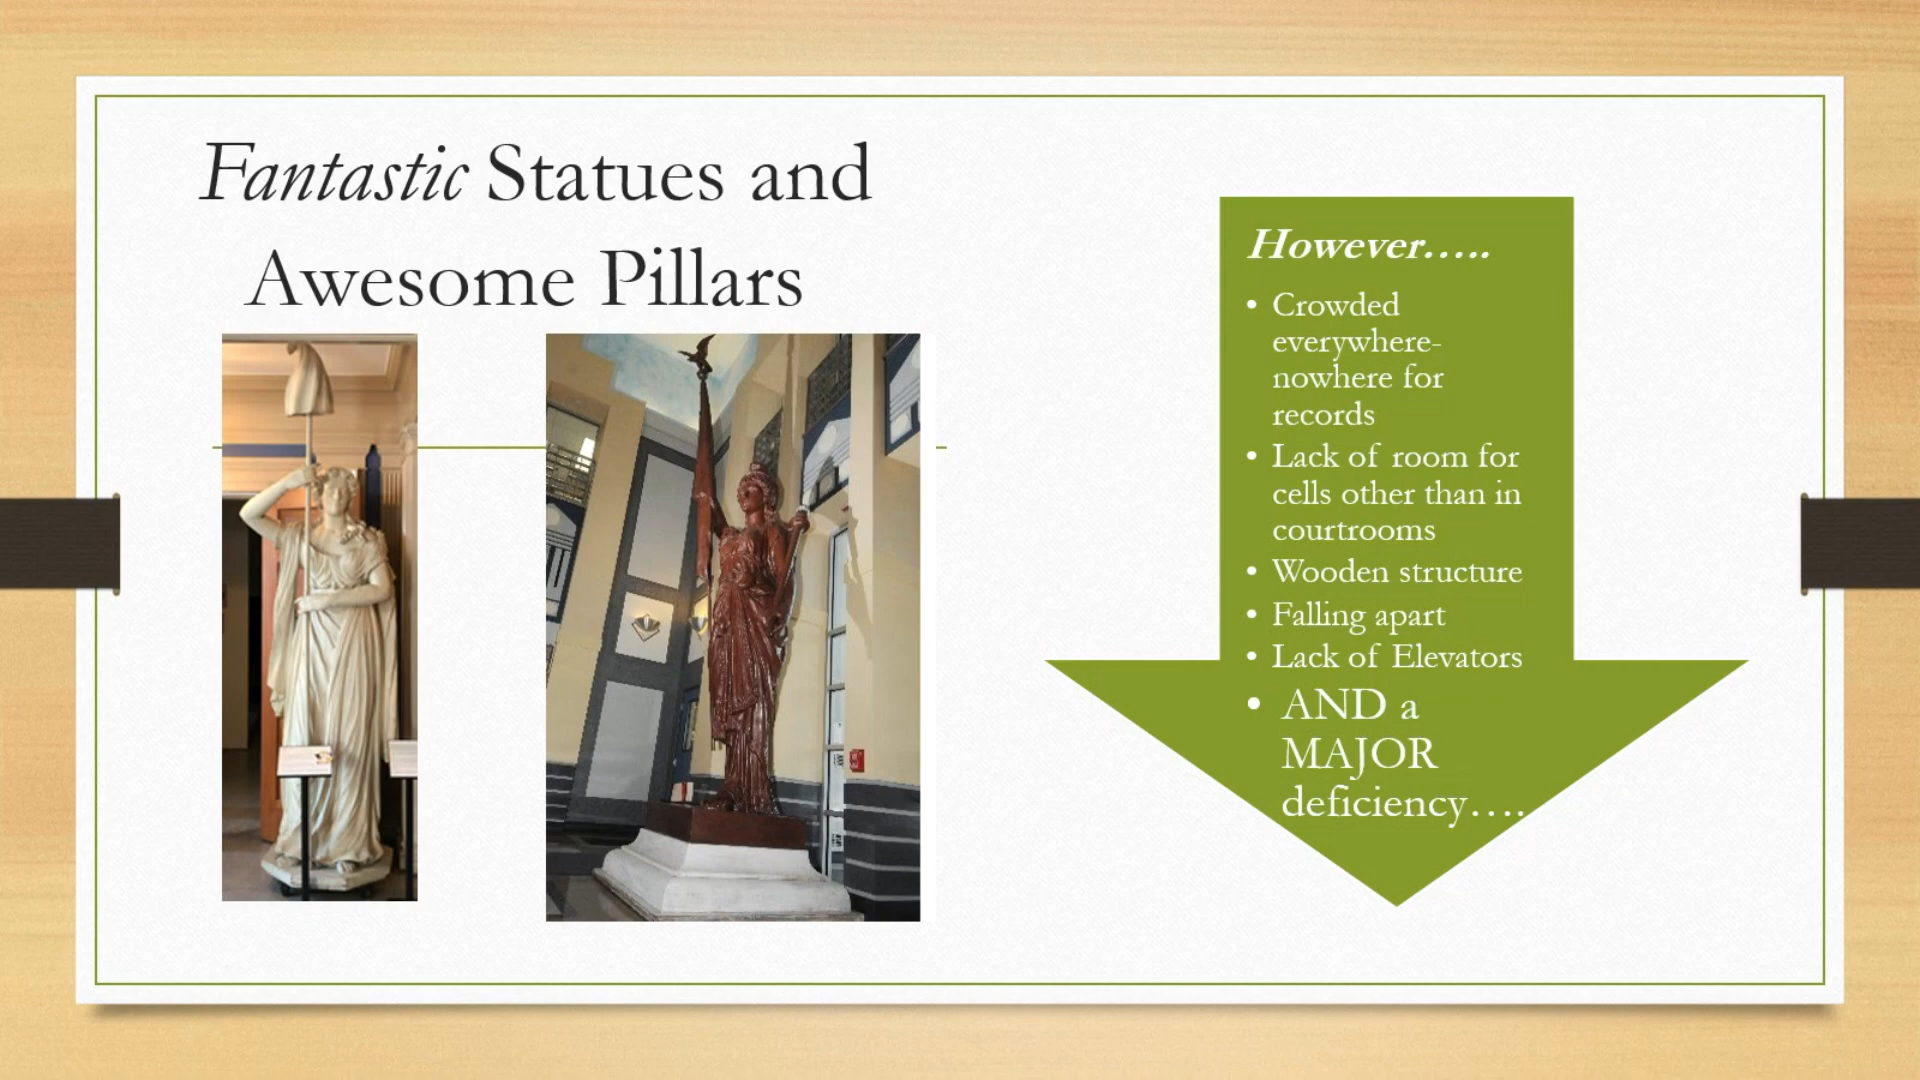 Fantastic Statues and
Awesome Pillars
However.....
• Crowded
everywhere-
nowhere for
records
• Lack of room for
cells other than in
courtrooms
• Wooden structure
• Falling apart
• Lack of Elevators
• AND a
MAJOR
deficiency....